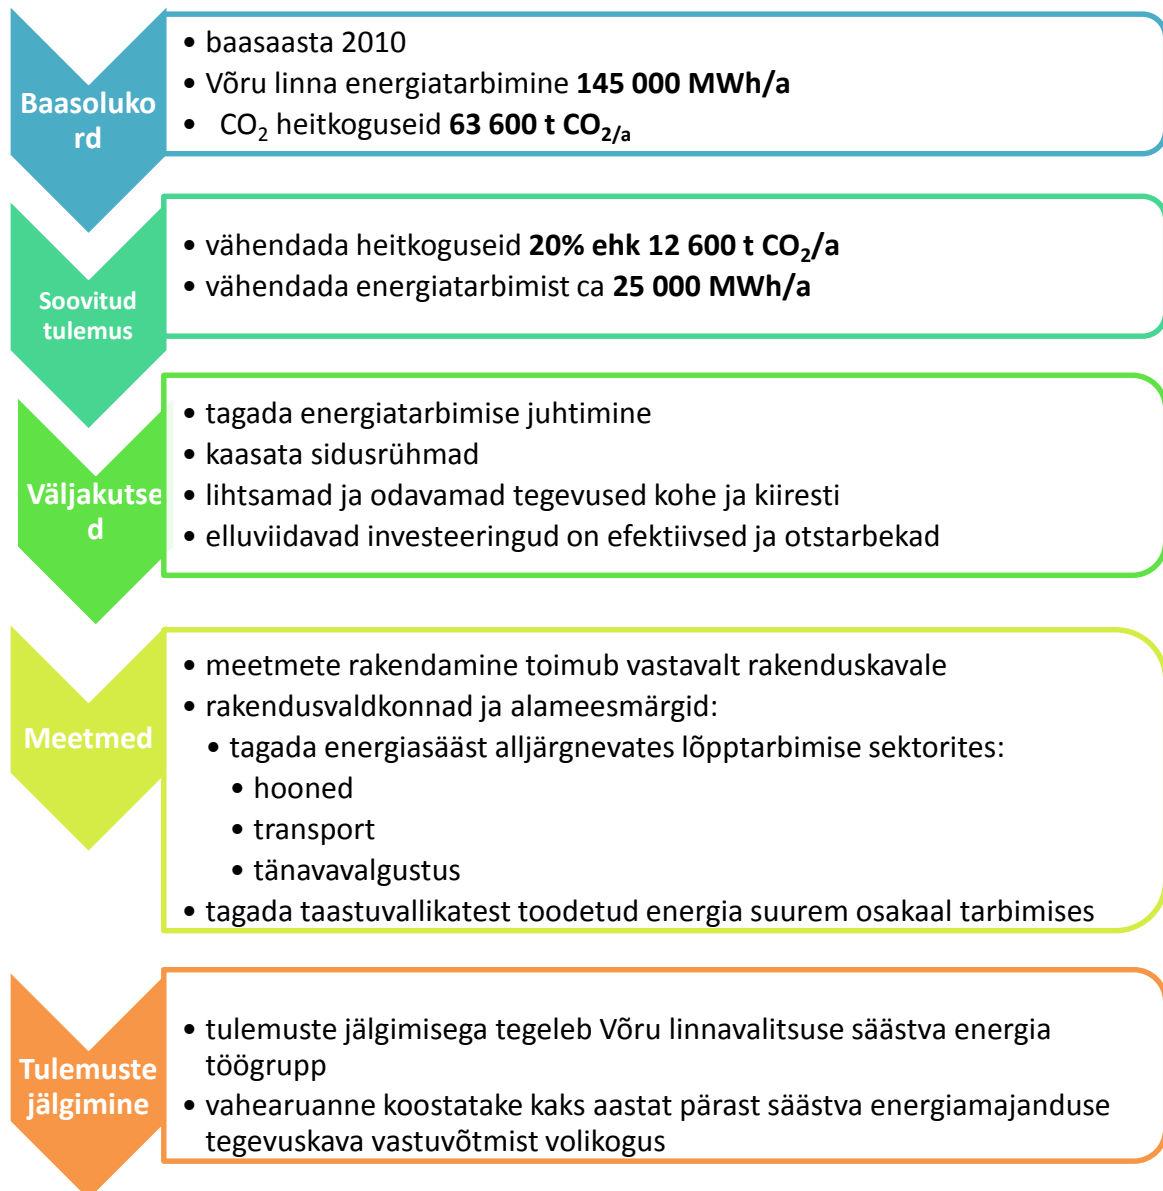 Baasoluko
rd
• baasaasta 2010
• Võru linna energiatarbimine 145 000 MWh/a
• CO₂ heitkoguseid 63 600 t CO₂/ₐ
Soovitud
tulemus
• vähendada heitkoguseid 20% ehk 12 600 t CO₂/a
• vähendada energiatarbimist ca 25 000 MWh/a
Väljakutse
d
• tagada energiatarbimise juhtimine
• kaasata sidusrühmad
• lihtsamad ja odavamad tegevused kohe ja kiiresti
• elluviidavad investeeringud on efektiivsed ja otstarbekad
Meetmed
• meetmete rakendamine toimub vastavalt rakenduskavale
• rakendusvaldkonnad ja alameesmärgid:
• tagada energiasääst alljärgnevates lõpptarbimise sektorites:
• hooned
• transport
• tänavavalgustus
• tagada taastuvallikatest toodetud energia suurem osakaal tarbimises
Tulemuste
jälgimine
• tulemuste jälgimisega tegeleb Võru linnavalitsuse säästva energia
töögrupp
• vahearuanne koostatake kaks aastat pärast säästva energiamajanduse
tegevuskava vastuvõtmist volikogus